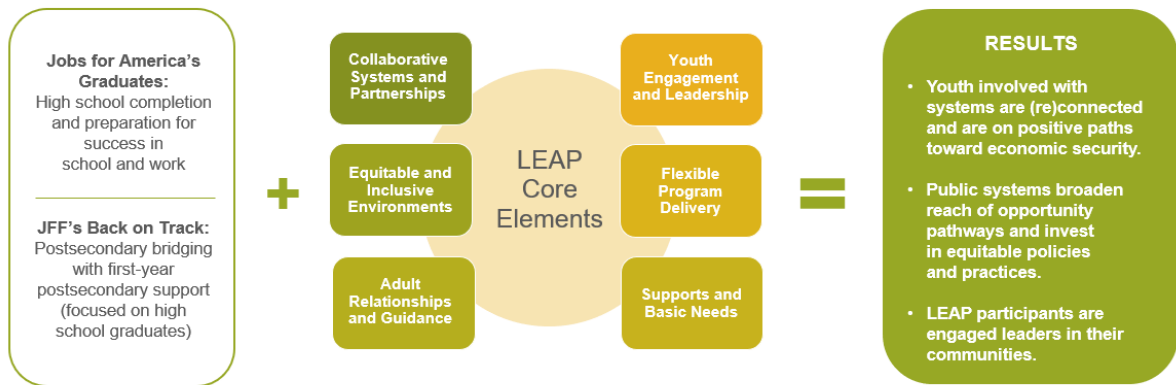 Jobs for America's
Graduates:
High school completion
and preparation for
success in
school and work
JFF's Back on Track:
Postsecondary bridging
with first-year
postsecondary support
(focused on high
school graduates)
+
Collaborative
Systems and
Partnerships
Equitable and
Inclusive
Environments
Adult
Relationships
and Guidance
LEAP
Core
Elements
Youth
Engagement
and Leadership
Flexible
Program
Delivery
Supports and
Basic Needs
=
RESULTS
• Youth involved with
systems are (re)connected
and are on positive paths
toward economic security.
• Public systems broaden
reach of opportunity
pathways and invest
in equitable policies
and practices.
• LEAP participants are
engaged leaders in their
communities.